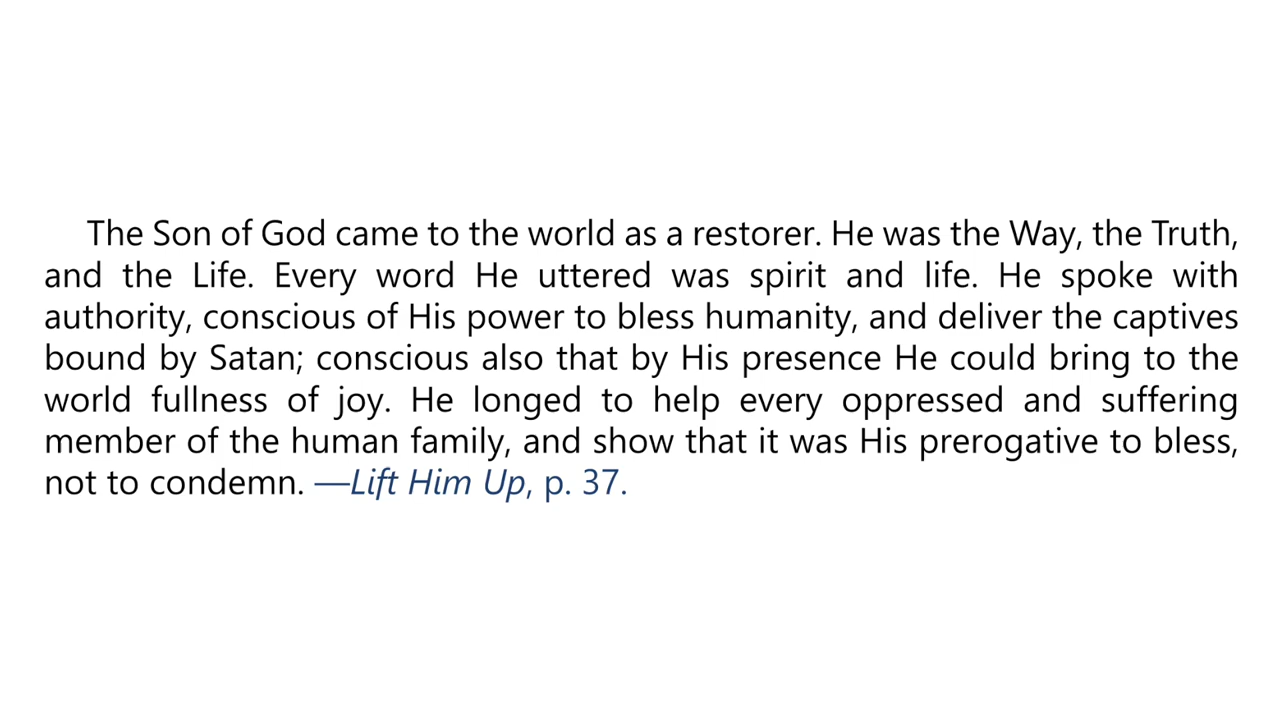 The Son of God came to the world as a restorer. He was the Way, the Truth,
and the Life. Every word He uttered was spirit and life. He spoke with
authority, conscious of His power to bless humanity, and deliver the captives
bound by Satan; conscious also that by His presence He could bring to the
world fullness of joy. He longed to help every oppressed and suffering
member of the human family, and show that it was His prerogative to bless,
not to condemn. —Lift Him Up, p. 37.